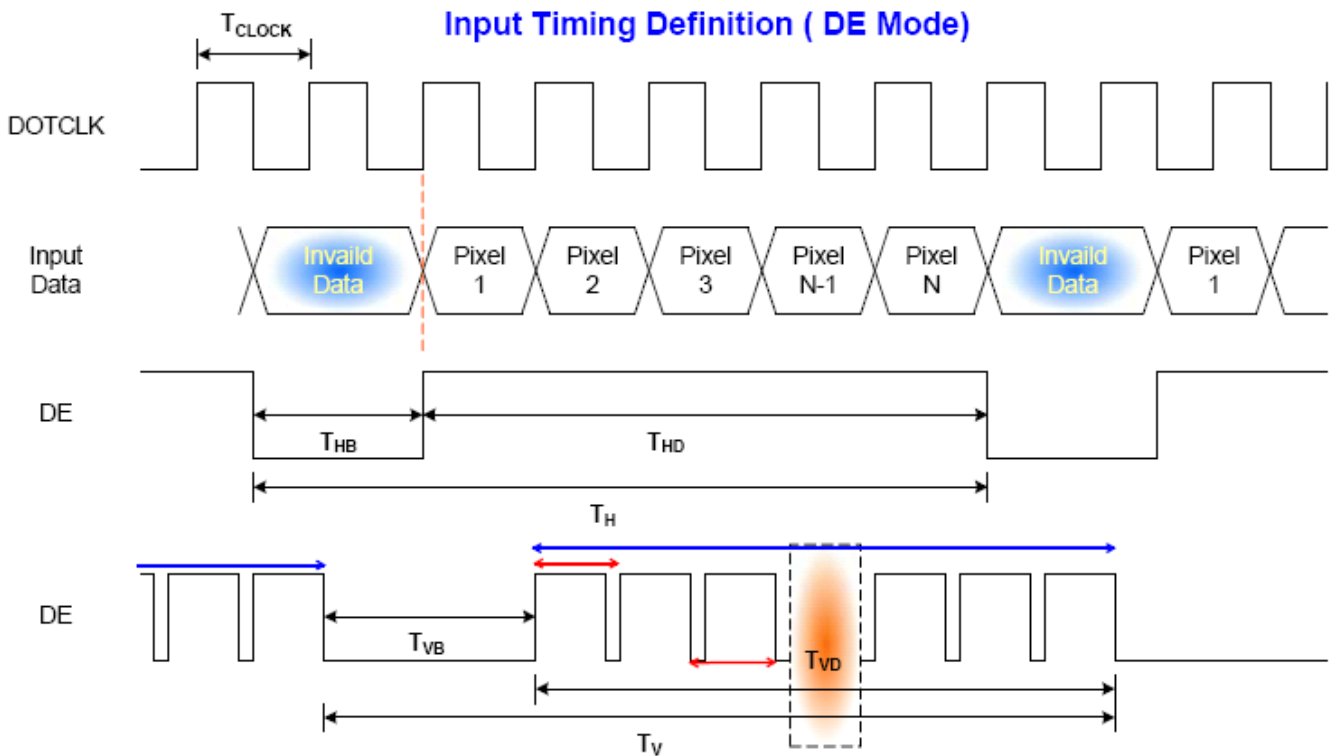 Input Timing Definition ( DE Mode)
TCLOCK
DOTCLK
Input
Data
Invaild
Data
Pixel
1
Pixel
2
Pixel
3
Pixel
N-1
Pixel
N
Invaild
Data
Pixel
1
DE
THB
THD
TH
DE
TVB
TVD
TV